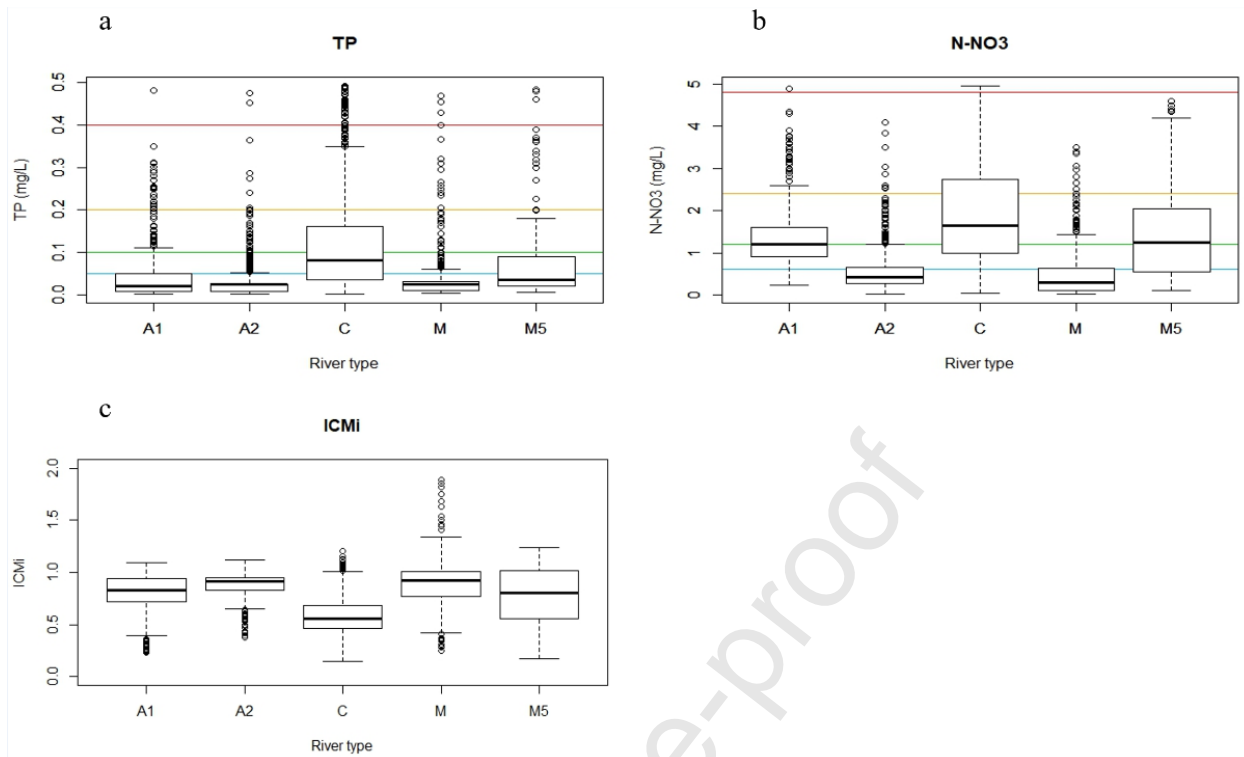 a
TP
TP (mg/L)
0.5
0.4
0.3
0.2
0.1
0.0
A1 A2 C M M5
River type
b
N-NO3
N-NO3 (mg/L)
5
4
3
2
1
0
A1 A2 C M M5
River type
c
ICMi
ICMi
2.0
1.5
1.0
0.5
0.0
A1 A2 C M M5
River type
e-proof